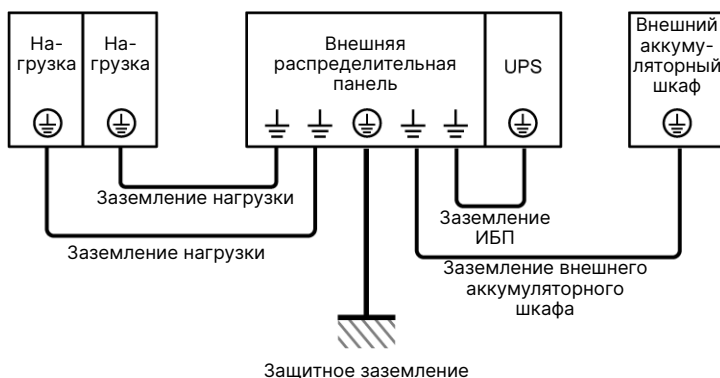 На-
грузка
На-
грузка
Внешняя
распределительная
панель
UPS
Внешний
аккуму-
ляторный
шкаф
Заземление нагрузки
Заземление нагрузки
Заземление
ИБП
Заземление внешнего
аккумуляторного
шкафа
Защитное заземление